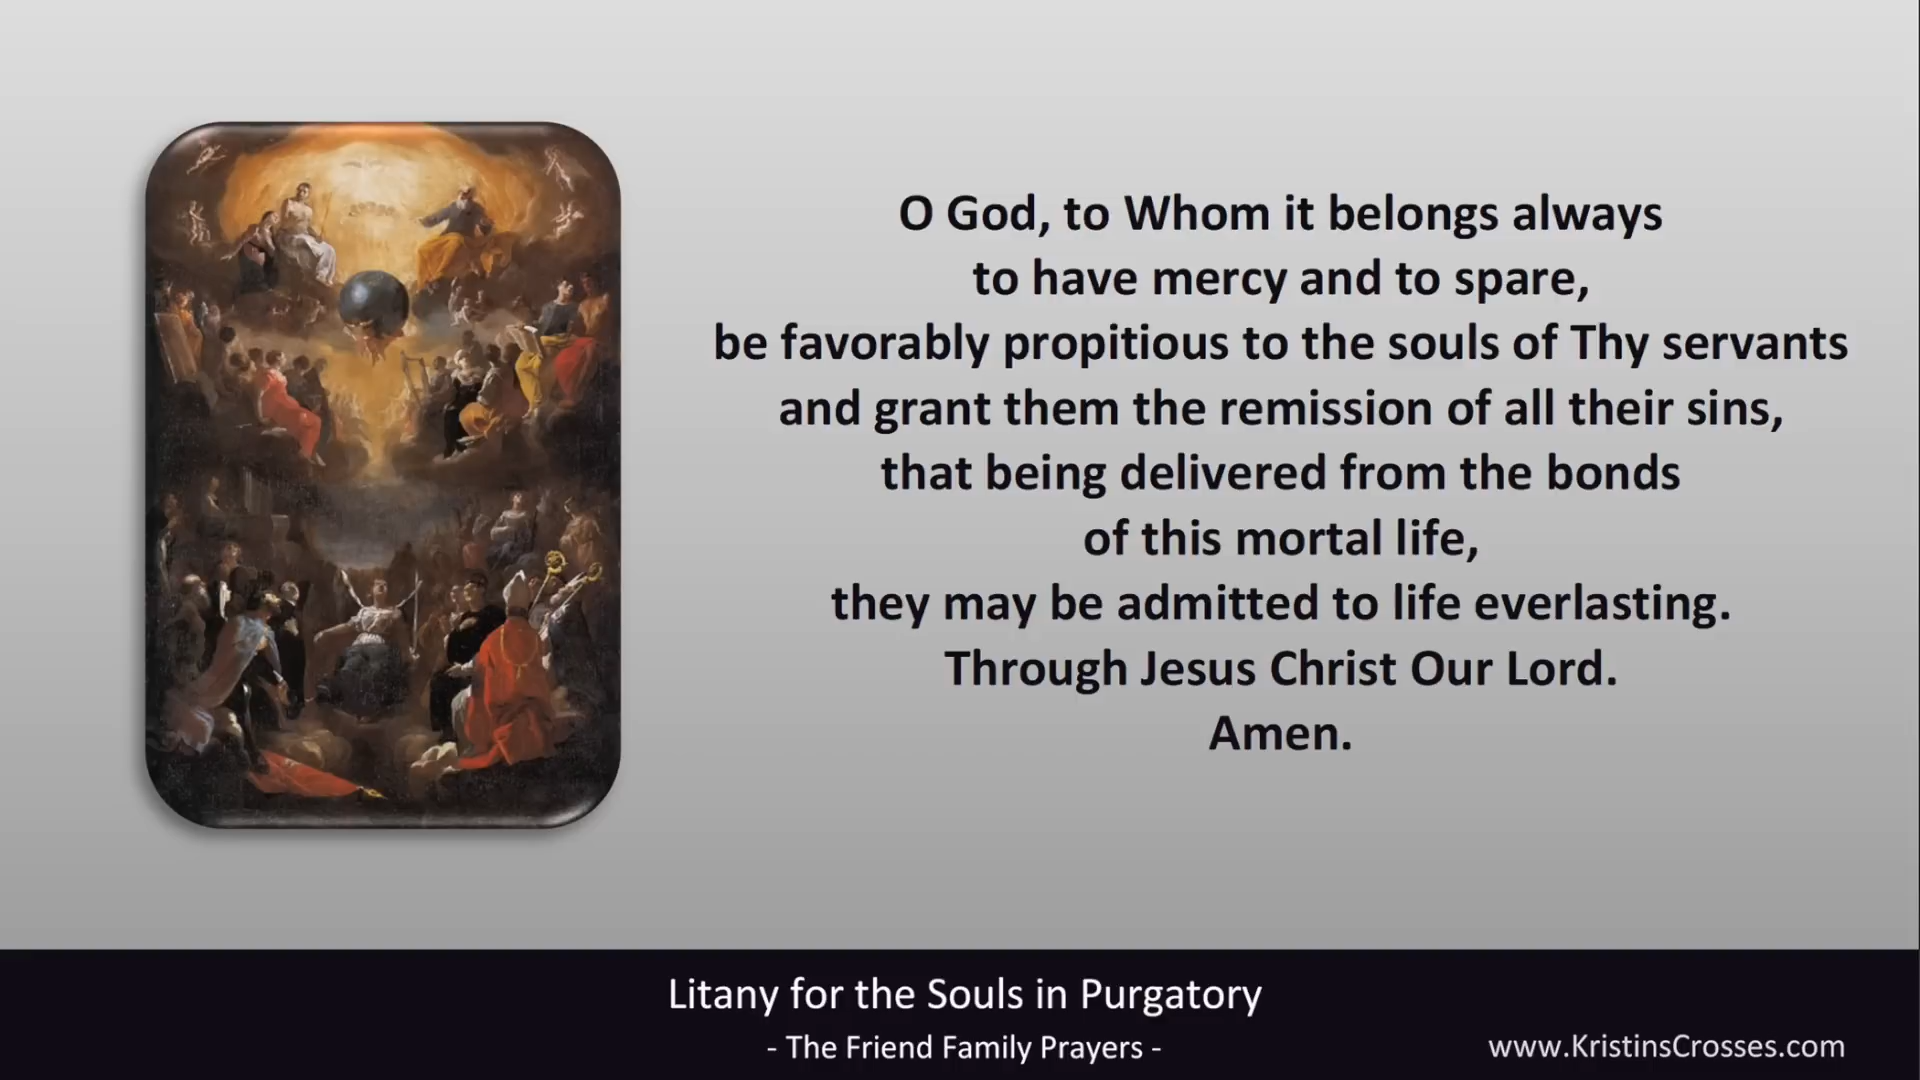 O God, to Whom it belongs always
to have mercy and to spare,
be favorably propitious to the souls of Thy servants
and grant them the remission of all their sins,
that being delivered from the bonds
of this mortal life,
they may be admitted to life everlasting.
Through Jesus Christ Our Lord.
Amen.
Litany for the Souls in Purgatory
- The Friend Family Prayers -
www.KristinsCrosses.com